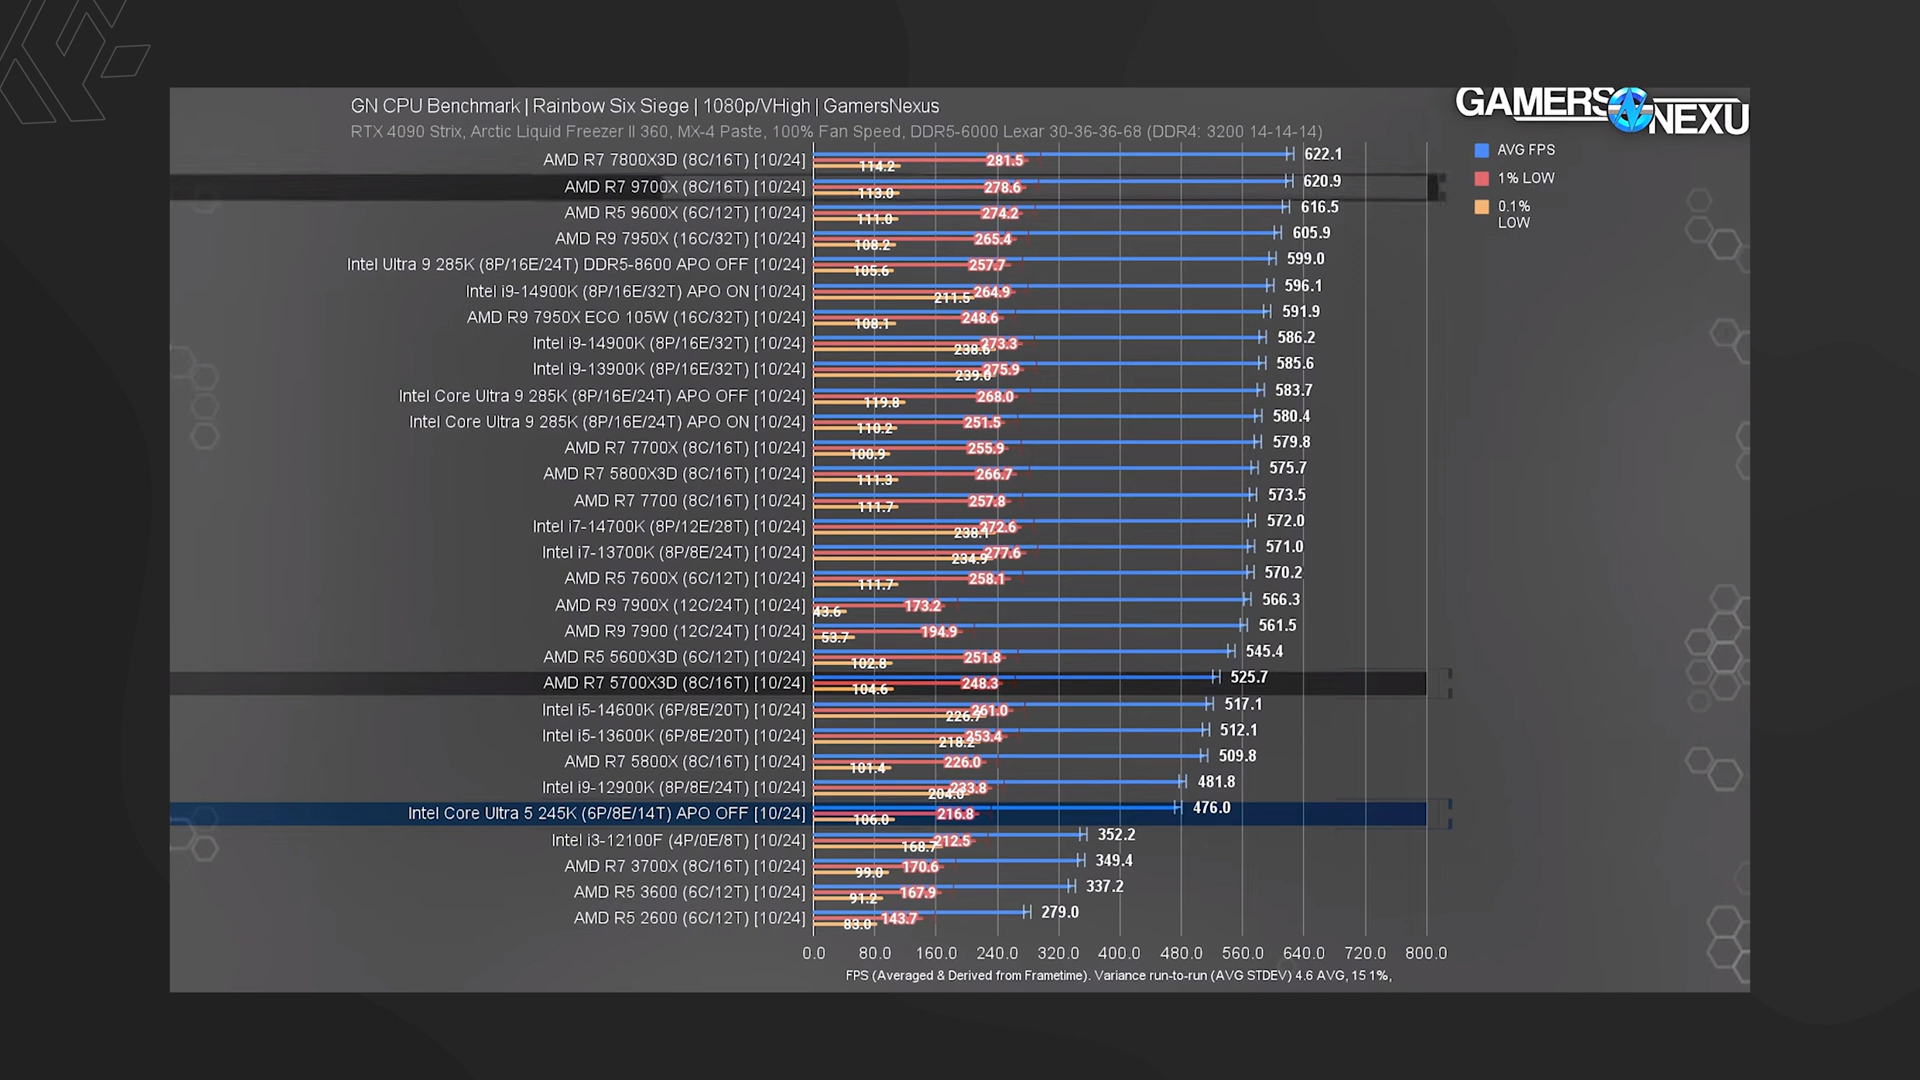 GAMERS NEXU
GN CPU Benchmark | Rainbow Six Siege | 1080p/VHigh | GamersNexus
RTX 4090 Strix, Arctic Liquid Freezer II 360, MX-4 Paste, 100% Fan Speed, DDR5-6000 Lexar 30-36-36-68 (DDR4: 3200 14-14-14)
AVG FPS
1% LOW
0.1%
LOW
AMD R7 7800X3D (8C/16T) [10/24] 114.2 281.5 622.1
AMD R7 9700X (8C/16T) [10/24] 113.0 278.6 620.9
AMD R5 9600X (6C/12T) [10/24] 111.0 274.2 616.5
AMD R9 7950X (16C/32T) [10/24] 108.2 265.4 605.9
Intel Ultra 9 285K (8P/16E/24T) DDR5-8600 APO OFF [10/24] 105.6 257.7 599.0
Intel i9-14900K (8P/16E/32T) APO ON [10/24] 211.5 264.9 596.1
AMD R9 7950X ECO 105W (16C/32T) [10/24] 108.1 248.6 591.9
Intel i9-14900K (8P/16E/32T) [10/24] 238.6 273.3 586.2
Intel i9-13900K (8P/16E/32T) [10/24] 239.0 275.9 585.6
Intel Core Ultra 9 285K (8P/16E/24T) APO OFF [10/24] 119.8 268.0 583.7
Intel Core Ultra 9 285K (8P/16E/24T) APO ON [10/24] 110.2 251.5 580.4
AMD R7 7700X (8C/16T) [10/24] 100.9 255.9 579.8
AMD R7 5800X3D (8C/16T) [10/24] 111.3 266.7 575.7
AMD R7 7700 (8C/16T) [10/24] 111.7 257.8 573.5
Intel i7-14700K (8P/12E/28T) [10/24] 238.1 272.6 572.0
Intel i7-13700K (8P/8E/24T) [10/24] 234.9 277.6 571.0
AMD R5 7600X (6C/12T) [10/24] 111.7 258.1 570.2
AMD R9 7900X (12C/24T) [10/24] 43.6 173.2 566.3
AMD R9 7900 (12C/24T) [10/24] 53.7 194.9 561.5
AMD R5 5600X3D (6C/12T) [10/24] 102.8 251.8 545.4
AMD R7 5700X3D (8C/16T) [10/24] 104.6 248.3 525.7
Intel i5-14600K (6P/8E/20T) [10/24] 226.7 261.0 517.1
Intel i5-13600K (6P/8E/20T) [10/24] 218.2 253.4 512.1
AMD R7 5800X (8C/16T) [10/24] 101.4 226.0 509.8
Intel i9-12900K (8P/8E/24T) [10/24] 204.0 233.8 481.8
Intel Core Ultra 5 245K (6P/8E/14T) APO OFF [10/24] 106.0 216.8 476.0
Intel i3-12100F (4P/0E/8T) [10/24] 168.7 212.5 352.2
AMD R7 3700X (8C/16T) [10/24] 99.0 170.6 349.4
AMD R5 3600 (6C/12T) [10/24] 91.2 167.9 337.2
AMD R5 2600 (6C/12T) [10/24] 83.0 143.7 279.0
0.0 80.0 160.0 240.0 320.0 400.0 480.0 560.0 640.0 720.0 800.0
FPS (Averaged & Derived from Frametime). Variance run-to-run (AVG STDEV) 4.6 AVG, 15 1%,